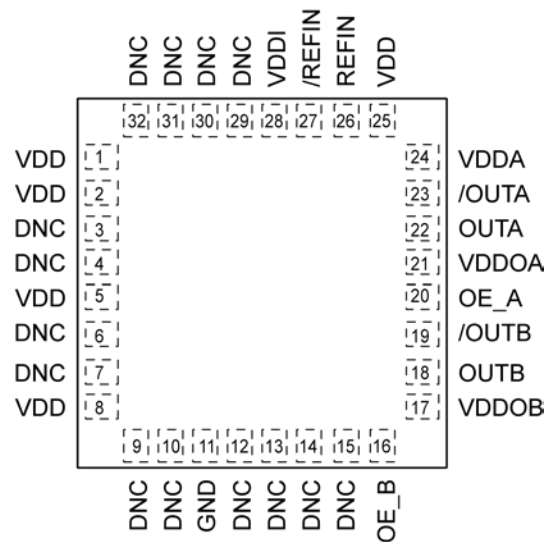 DNC DNC DNC DNC VDDI /REFIN REFIN VDD
32 31 30 29 28 27 26 25
VDD 1 24 VDDA
VDD 2 23 /OUTA
DNC 3 22 OUTA
DNC 4 21 VDDOA
VDD 5 20 OE_A
DNC 6 19 /OUTB
DNC 7 18 OUTB
VDD 8 17 VDDOB
9 10 11 12 13 14 15 16
DNC DNC GND DNC DNC DNC DNC OE_B